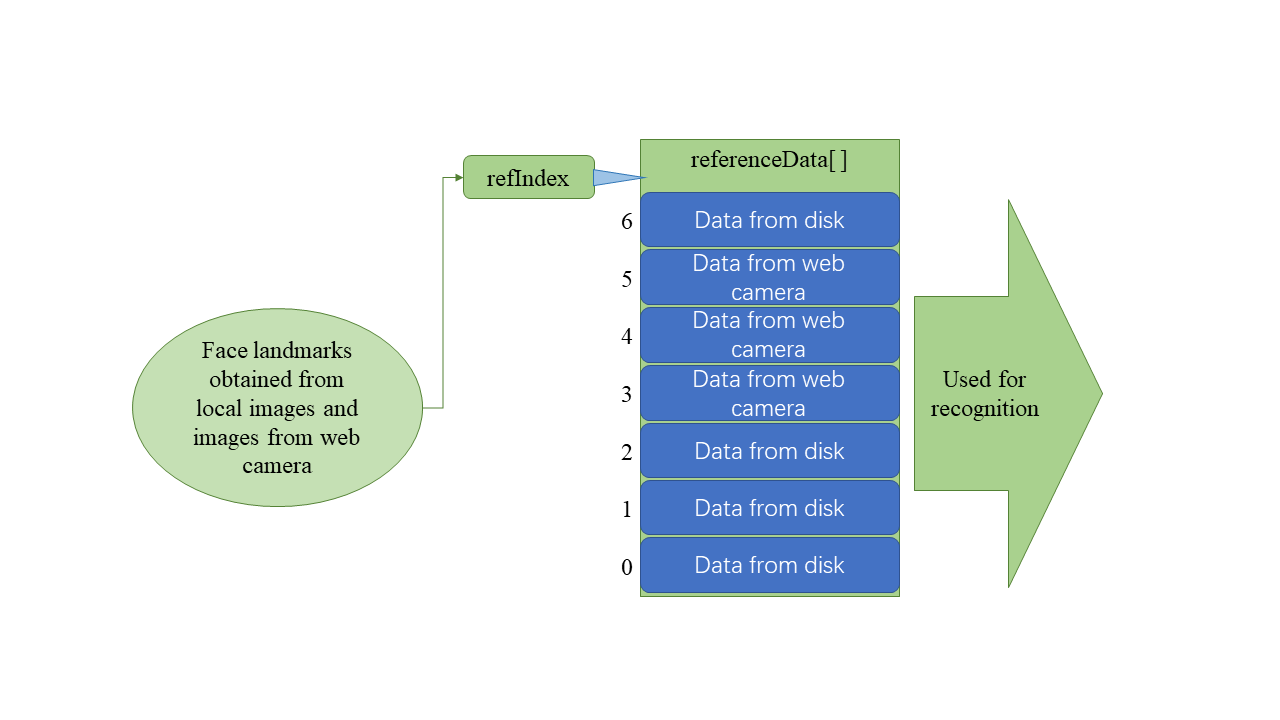 referenceData[ ]
refIndex
6
Data from disk
5
Data from web
camera
4
Data from web
camera
3
Data from web
camera
2
Data from disk
1
Data from disk
0
Data from disk
Face landmarks
obtained from
local images and
images from web
camera
Used for
recognition